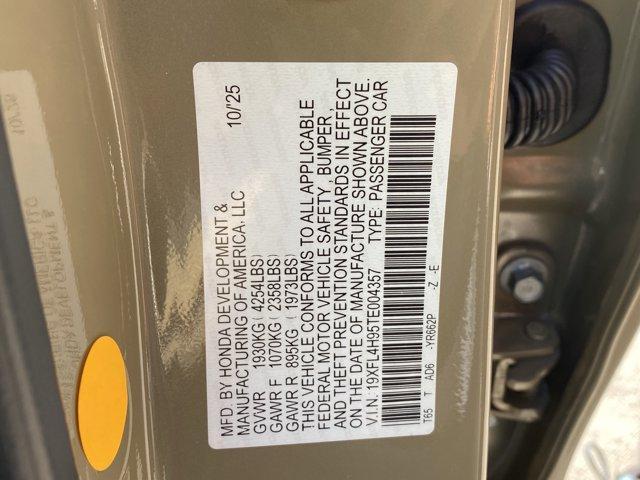 MFD. BY HONDA DEVELOPMENT & 10/'25
MANUFACTURING OF AMERICA, LLC
GVWR 1930KG ( 4254LBS)
GAWR F 1070KG ( 2358LBS)
GAWR R 895KG ( 1973LBS)
THIS VEHICLE CONFORMS TO ALL APPLICABLE
FEDERAL MOTOR VEHICLE SAFETY , BUMPER ,
AND THEFT PREVENTION STANDARDS IN EFFECT
ON THE DATE OF MANUFACTURE SHOWN ABOVE.
V.I.N. 19XFL4H95TE004357 TYPE: PASSENGER CAR
T65 T AD6 -YR662P -Z -E